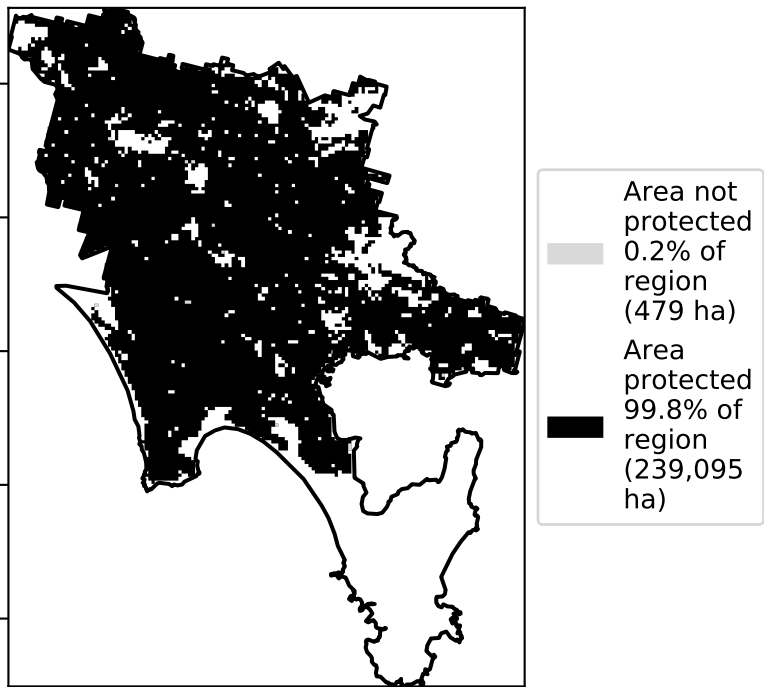 Area not
protected
0.2% of
region
(479 ha)
Area
protected
99.8% of
region
(239,095
ha)